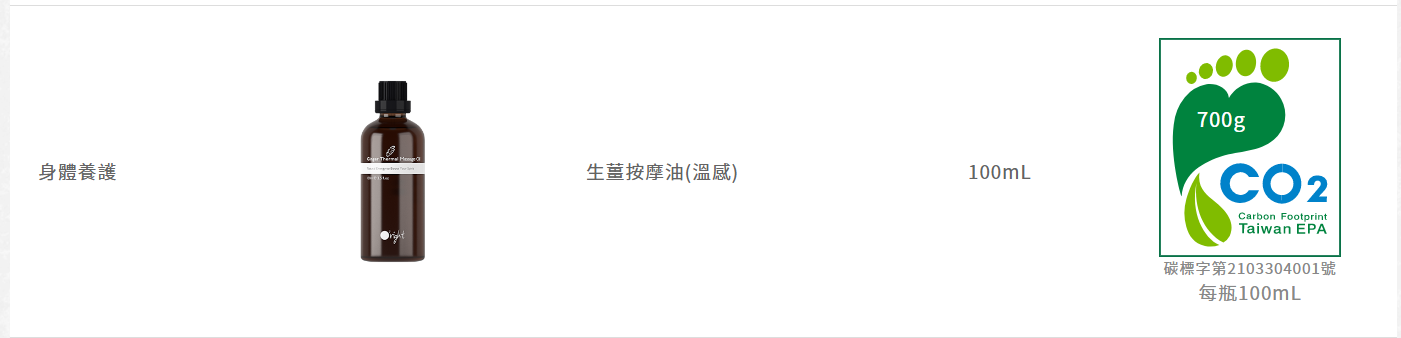 身體養護
Ginger Thermal Massage Oil
O'right
生薑按摩油(溫感)
100mL
700g
CO2
Carbon Footprint
Taiwan EPA
碳標字第2103304001號
每瓶100mL